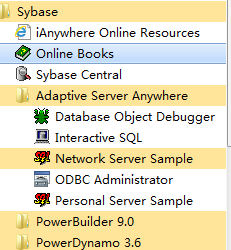 Sybase
iAnywhere Online Resources
Online Books
Sybase Central
Adaptive Server Anywhere
Database Object Debugger
Interactive SQL
Network Server Sample
ODBC Administrator
Personal Server Sample
PowerBuilder 9.0
PowerDynamo 3.6